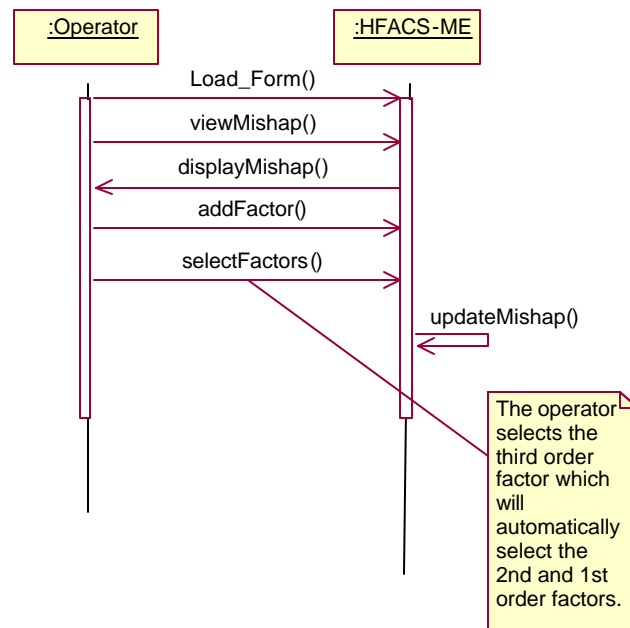 :Operator
:HFACS-ME
Load_Form()
viewMishap()
displayMishap()
addFactor()
selectFactors()
updateMishap()
The operator
selects the
third order
factor which
will
automatically
select the
2nd and 1st
order factors.